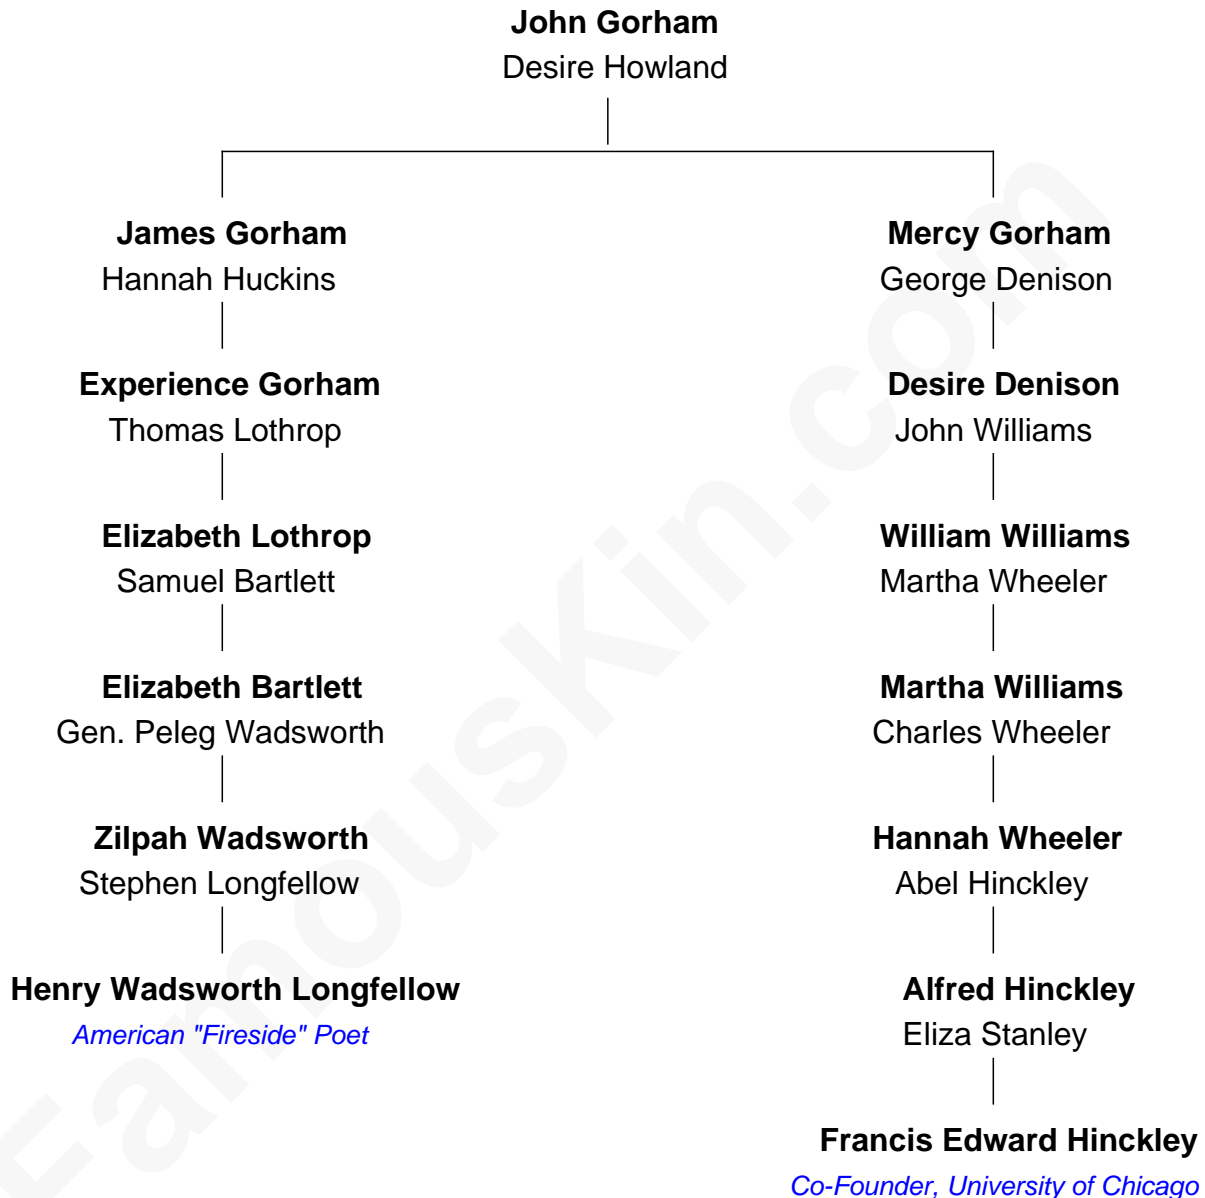 John Gorham
Desire Howland
James Gorham
Hannah Huckins
Experience Gorham
Thomas Lothrop
Elizabeth Lothrop
Samuel Bartlett
Elizabeth Bartlett
Gen. Peleg Wadsworth
Zilpah Wadsworth
Stephen Longfellow
Henry Wadsworth Longfellow
American "Fireside" Poet
Mercy Gorham
George Denison
Desire Denison
John Williams
William Williams
Martha Wheeler
Martha Williams
Charles Wheeler
Hannah Wheeler
Abel Hinckley
Alfred Hinckley
Eliza Stanley
Francis Edward Hinckley
Co-Founder, University of Chicago
FamousKin.com